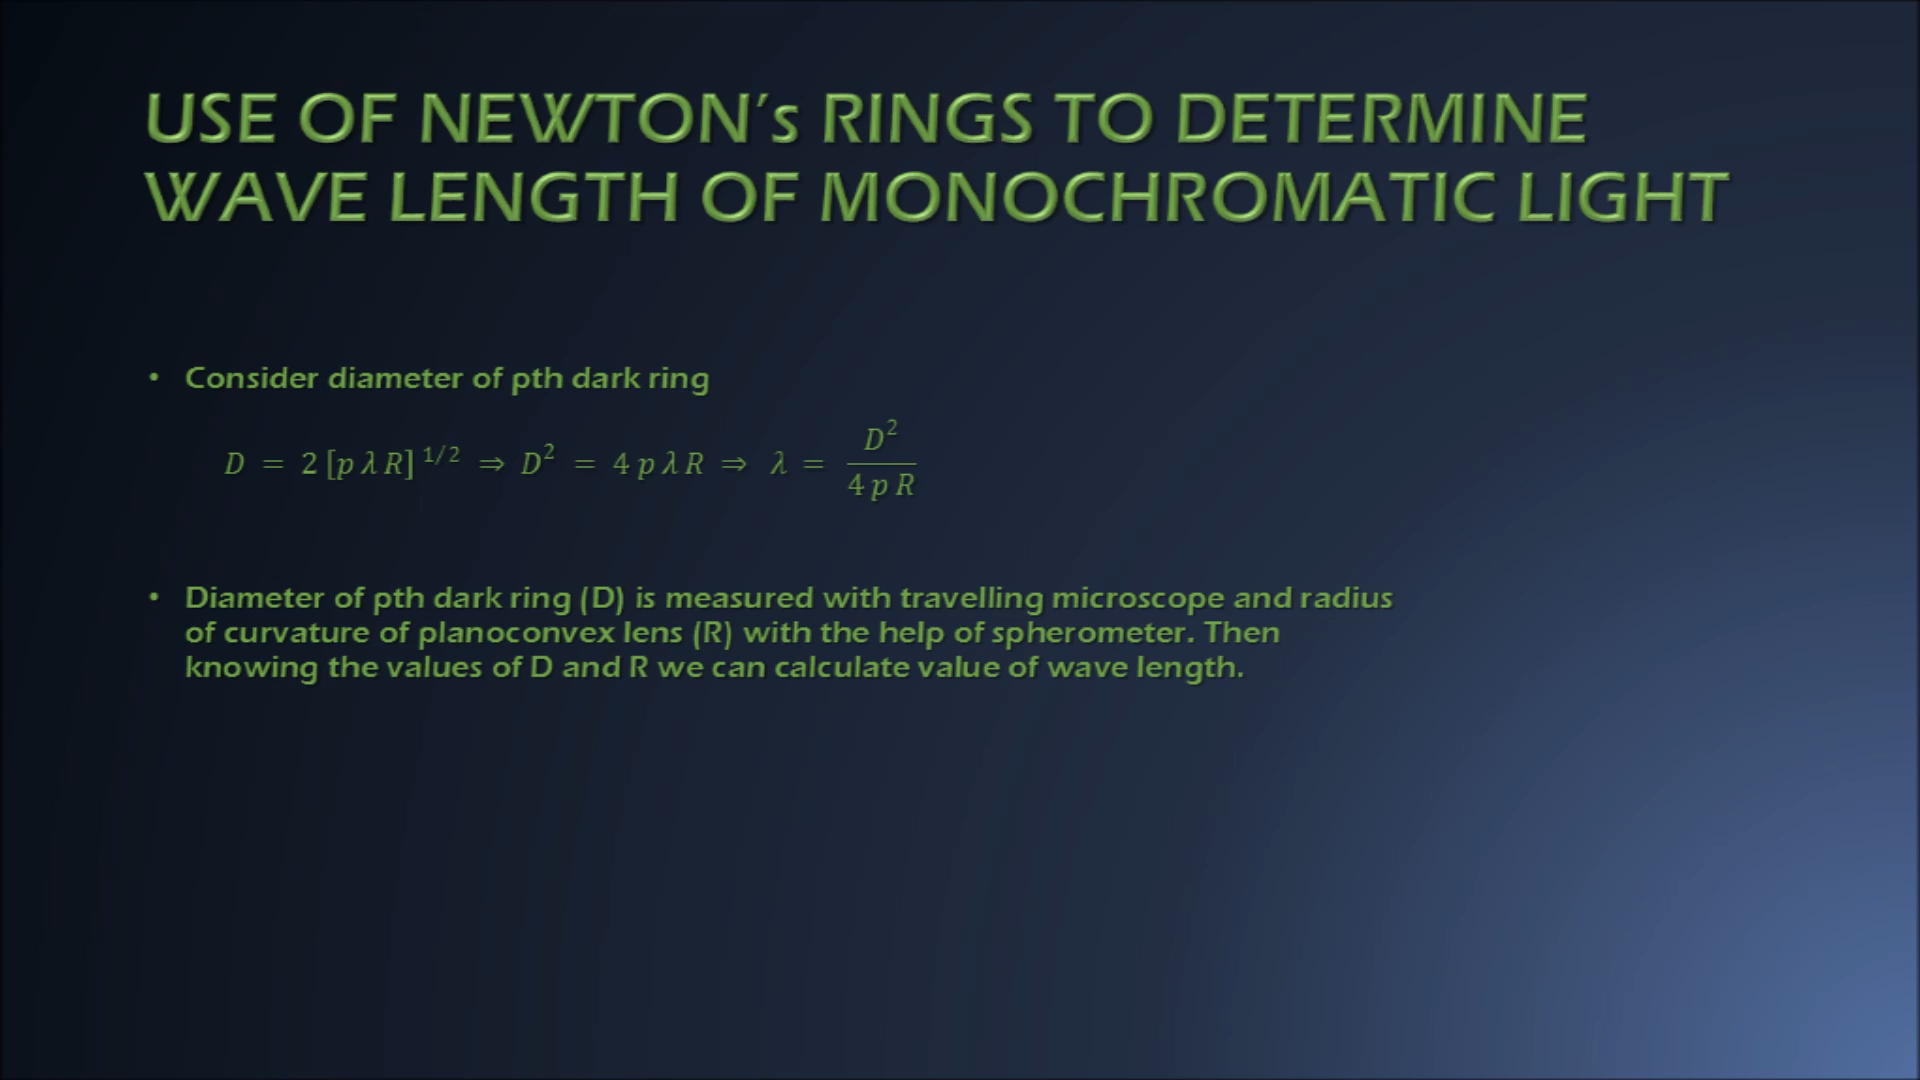 USE OF NEWTON's RINGS TO DETERMINE
WAVE LENGTH OF MONOCHROMATIC LIGHT
• Consider diameter of pth dark ring
D = 2 [p λ R]^{1/2} ⇒ D² = 4 p λ R ⇒ λ = D² / 4 p R
• Diameter of pth dark ring (D) is measured with travelling microscope and radius
of curvature of planoconvex lens (R) with the help of spherometer. Then
knowing the values of D and R we can calculate value of wave length.